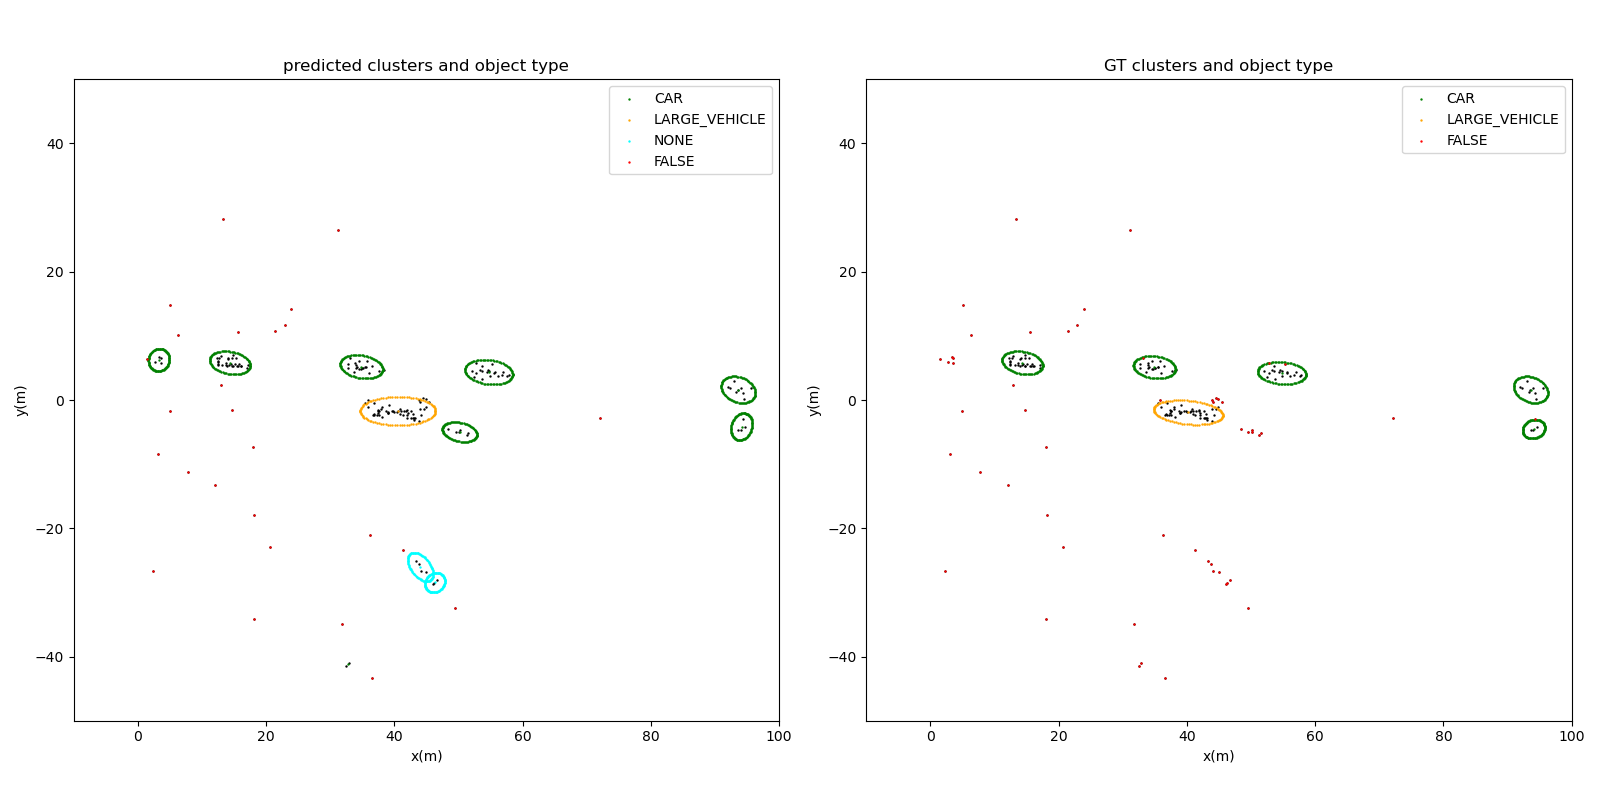 predicted clusters and object type
CAR
LARGE_VEHICLE
NONE
FALSE
40
20
0
−20
−40
y(m)
0
20
40
60
80
100
x(m)
GT clusters and object type
CAR
LARGE_VEHICLE
FALSE
40
20
0
−20
−40
y(m)
0
20
40
60
80
100
x(m)